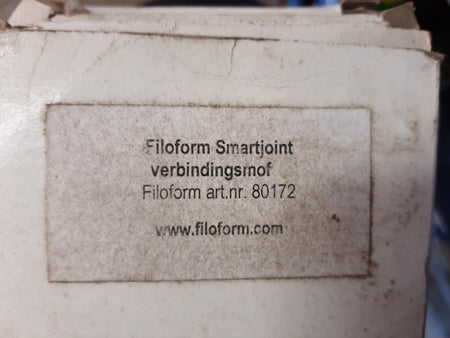 Filoform Smartjoint
verbindingsmof
Filoform art.nr. 80172
www.filoform.com